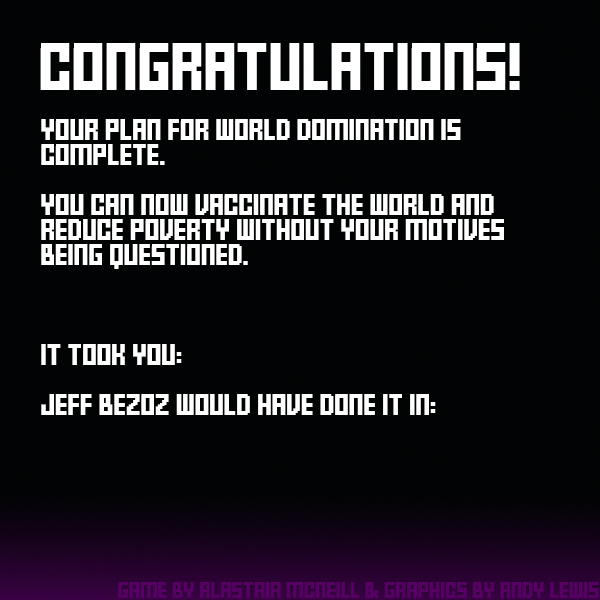 CONGRATULATIONS!
YOUR PLAN FOR WORLD DOMINATION IS
COMPLETE.
YOU CAN NOW VACCINATE THE WORLD AND
REDUCE POVERTY WITHOUT YOUR MOTIVES
BEING QUESTIONED.
IT TOOK YOU:
JEFF BEZOZ WOULD HAVE DONE IT IN:
GAME BY ALASTAIR MCNEILL & GRAPHICS BY ANDY LEWIS